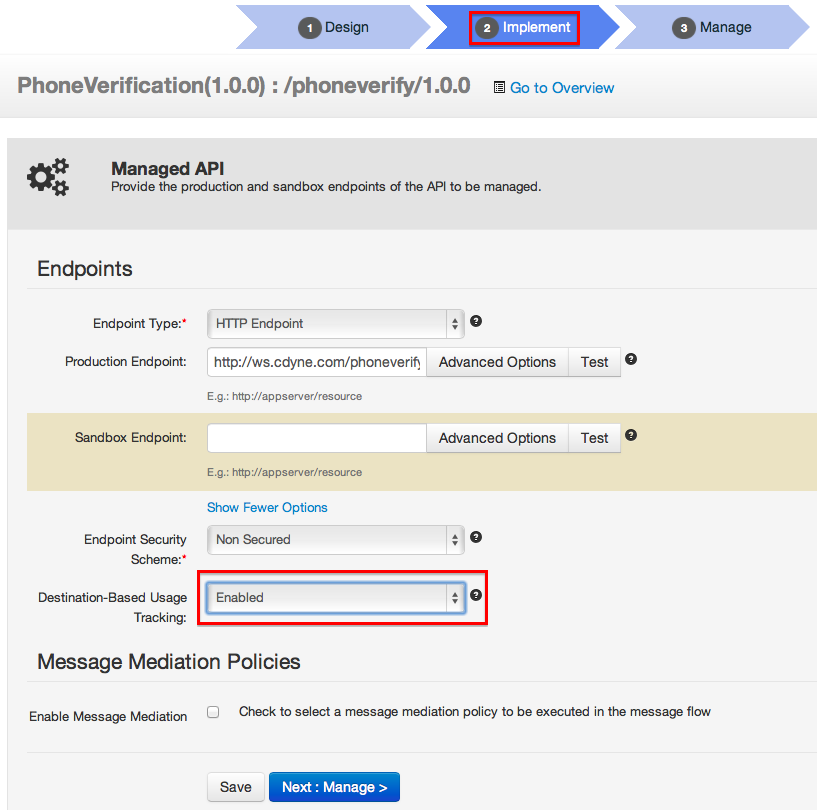 1 Design
2 Implement
3 Manage
PhoneVerification(1.0.0) : /phoneverify/1.0.0
Go to Overview
Managed API
Provide the production and sandbox endpoints of the API to be managed.
Endpoints
Endpoint Type:* HTTP Endpoint ?
Production Endpoint: http://ws.cdyne.com/phoneverify Advanced Options Test ?
E.g.: http://appserver/resource
Sandbox Endpoint: Advanced Options Test ?
E.g.: http://appserver/resource
Show Fewer Options
Endpoint Security
Scheme:* Non Secured ?
Destination-Based Usage
Tracking: Enabled ?
Message Mediation Policies
Enable Message Mediation Check to select a message mediation policy to be executed in the message flow
Save Next : Manage >